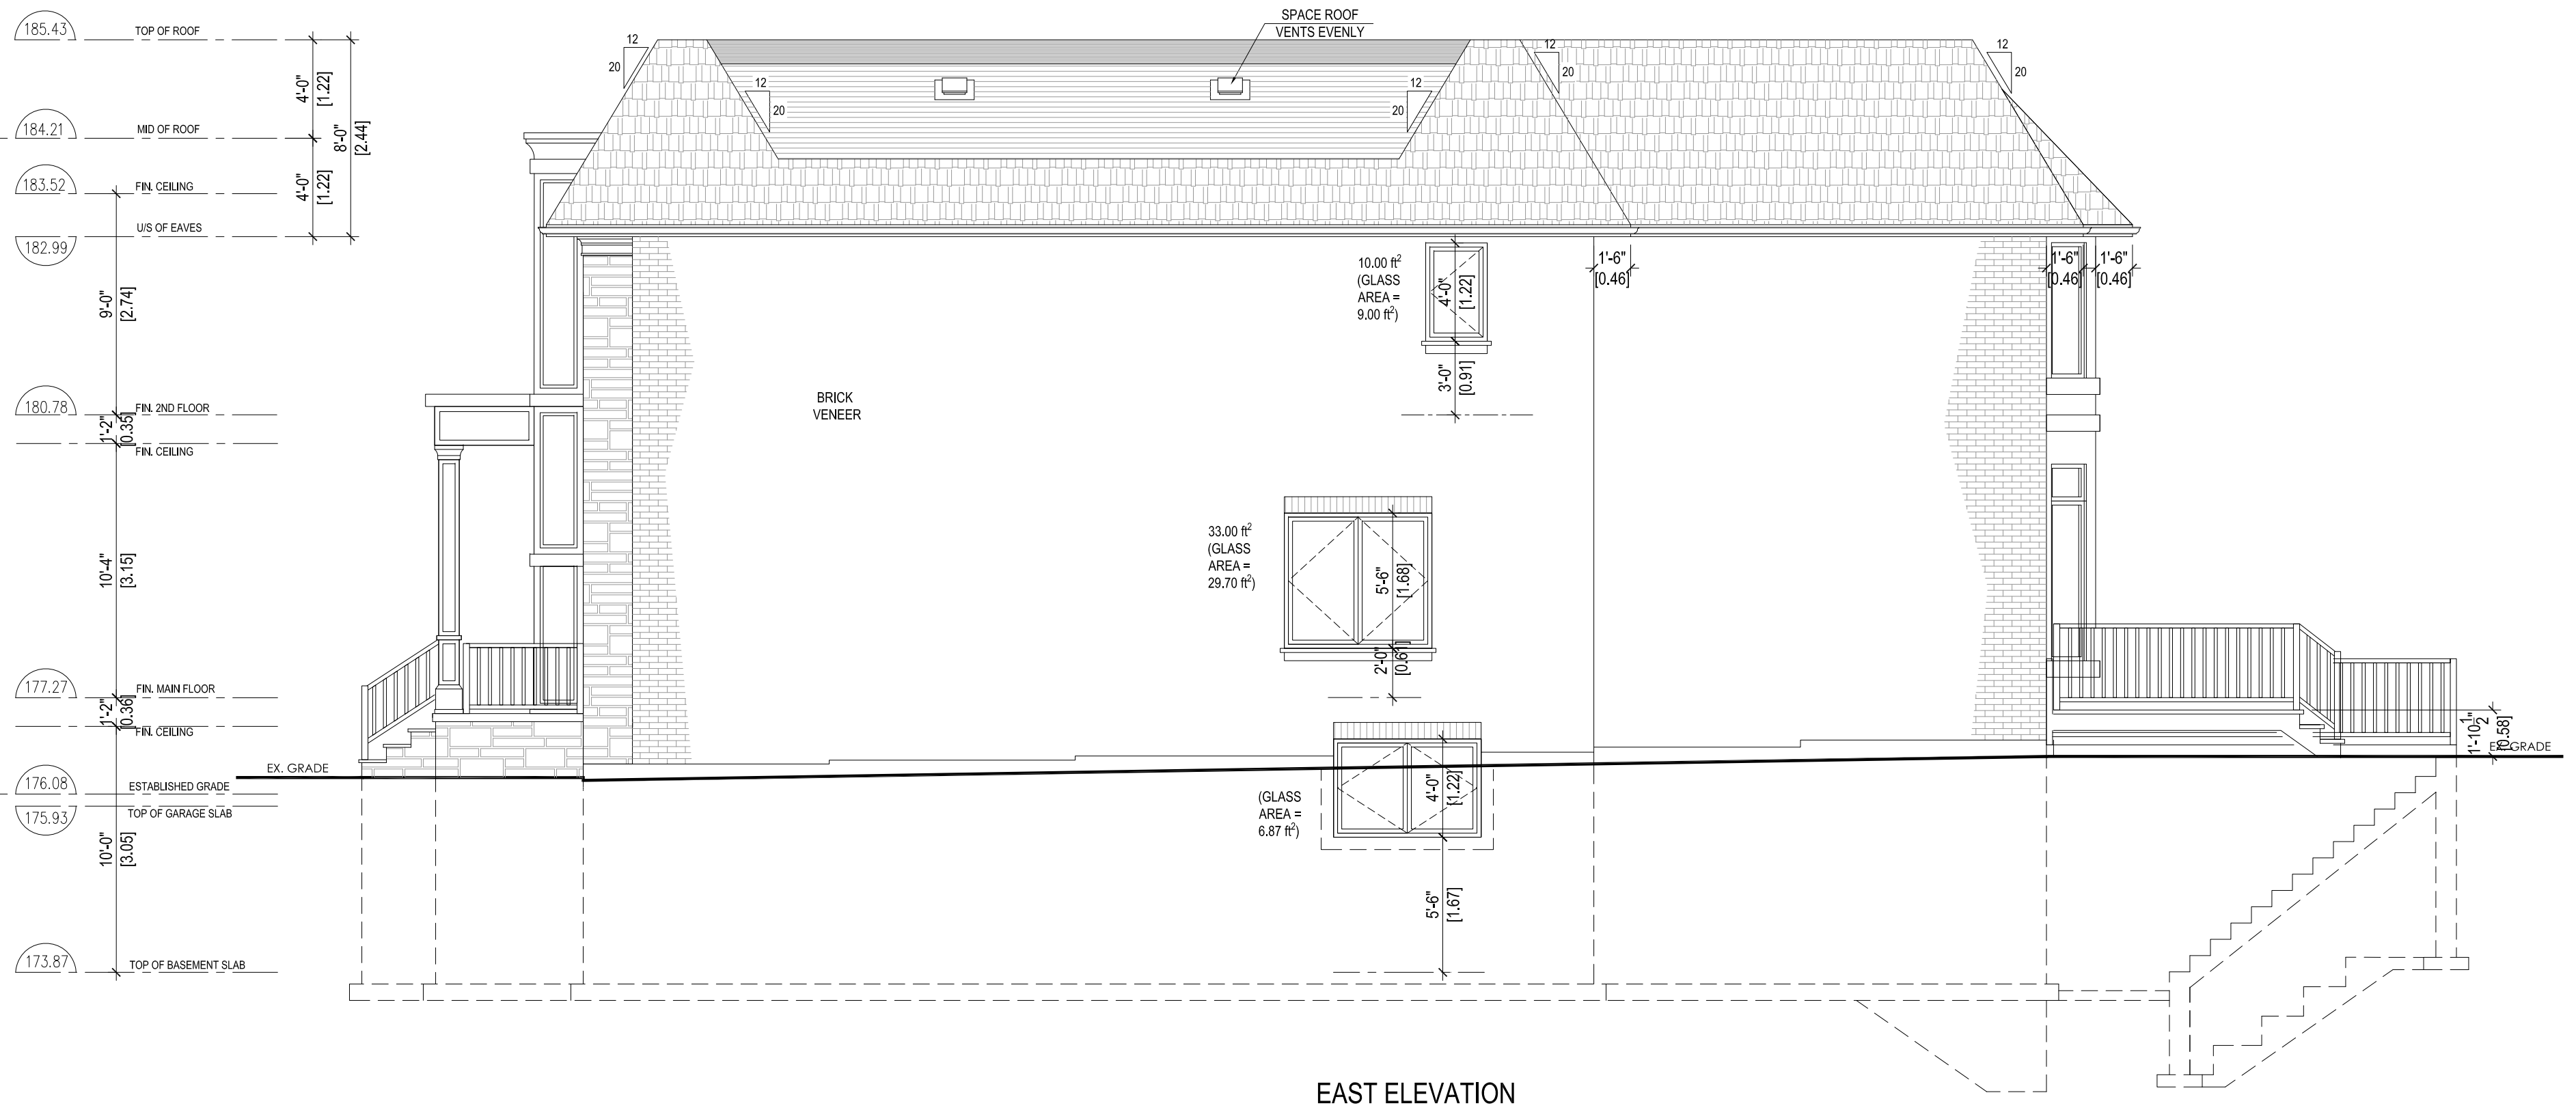 SPACE ROOF
VENTS EVENLY
185.43 TOP OF ROOF
184.21 MID OF ROOF
183.52 FIN. CEILING
U/S OF EAVES
182.99
180.78 FIN. 2ND FLOOR
FIN. CEILING
177.27 FIN. MAIN FLOOR
FIN. CEILING
176.08 ESTABLISHED GRADE
175.93 TOP OF GARAGE SLAB
173.87 TOP OF BASEMENT SLAB
4'-0"
[1.22]
4'-0"
[1.22]
8'-0"
[2.44]
9'-0"
[2.74]
1'-2"
[0.35]
10'-4"
[3.15]
1'-2"
[0.36]
10'-0"
[3.05]
12
20
12
20
12
20
12
20
12
20
BRICK
VENEER
10.00 ft²
(GLASS
AREA =
9.00 ft²)
4'-0"
[1.22]
3'-0"
[0.91]
1'-6"
[0.46]
1'-6"
[0.46]
1'-6"
[0.46]
33.00 ft²
(GLASS
AREA =
29.70 ft²)
5'-6"
[1.68]
2'-0"
[0.61]
(GLASS
AREA =
6.87 ft²)
4'-0"
[1.22]
5'-6"
[1.67]
EX. GRADE
1'-10 1/2"
[0.58]
EX. GRADE
EAST ELEVATION